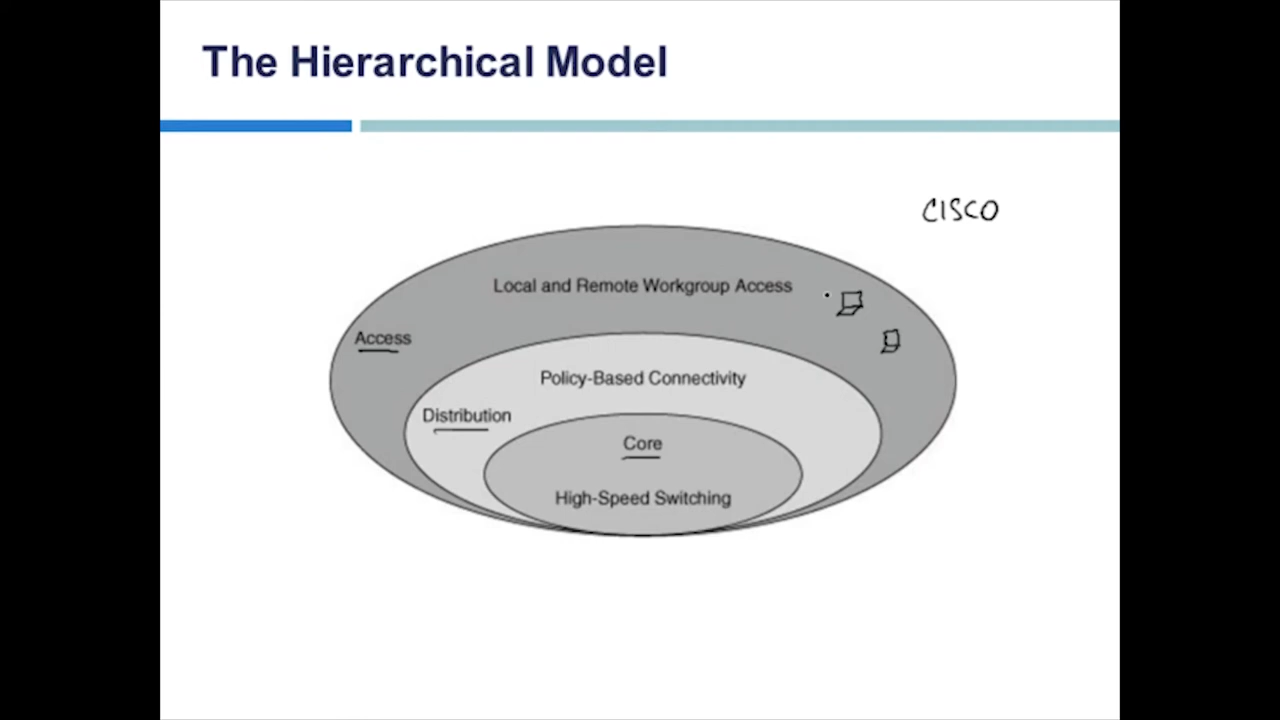 The Hierarchical Model
CISCO
Local and Remote Workgroup Access
Access
Policy-Based Connectivity
Distribution
Core
High-Speed Switching